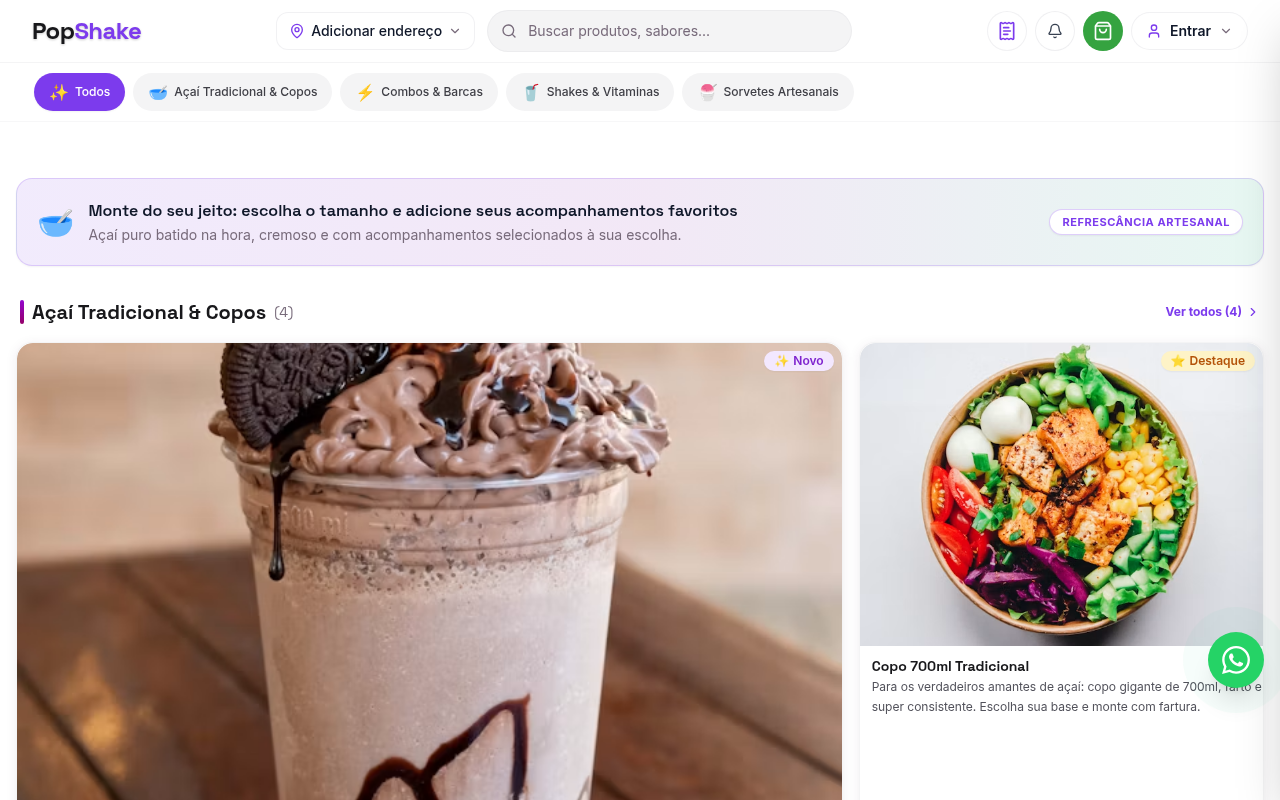 PopShake
Adicionar endereço
Buscar produtos, sabores...
Entrar
✨ Todos
Açaí Tradicional & Copos
⚡ Combos & Barcas
Shakes & Vitaminas
Sorvetes Artesanais
Monte do seu jeito: escolha o tamanho e adicione seus acompanhamentos favoritos
Açaí puro batido na hora, cremoso e com acompanhamentos selecionados à sua escolha.
REFRESCÂNCIA ARTESANAL
Açaí Tradicional & Copos (4)
Ver todos (4)
✨ Novo
⭐ Destaque
Copo 700ml Tradicional
Para os verdadeiros amantes de açaí: copo gigante de 700ml, farto e
super consistente. Escolha sua base e monte com fartura.